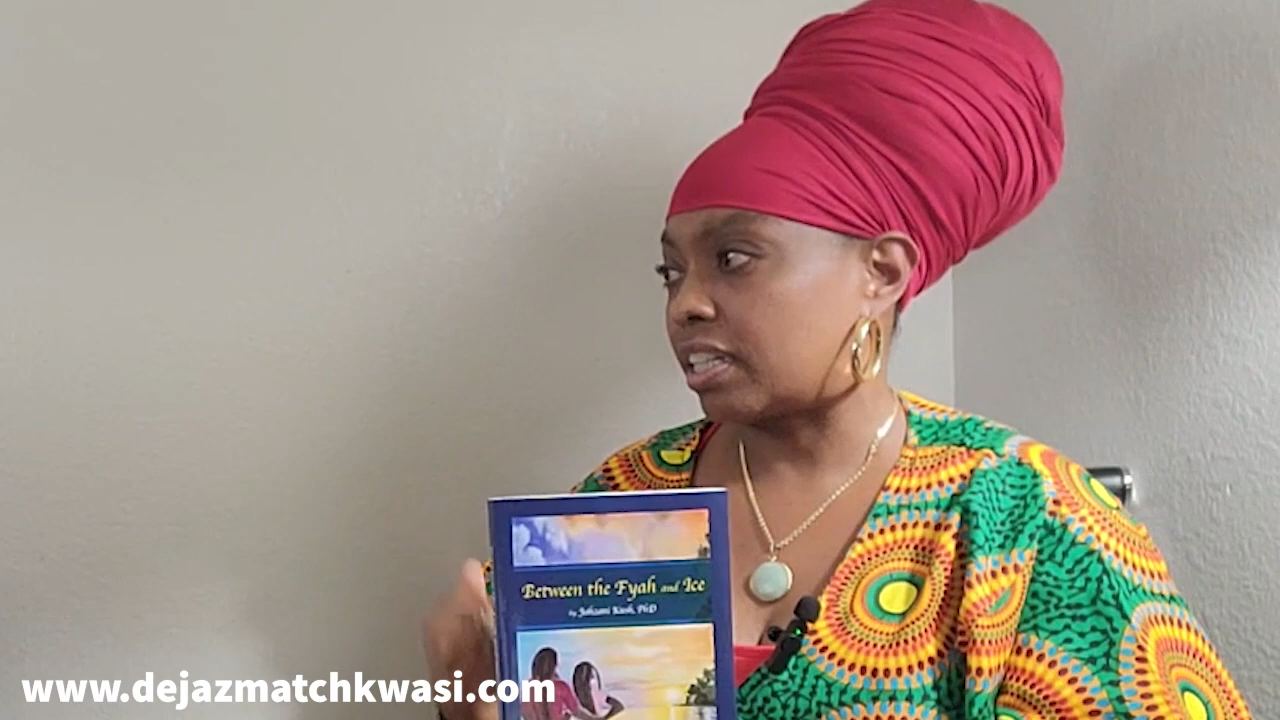 Between the Fyah and Ice
by Jahzani Kush, PhD
www.dejazmatchkwasi.com